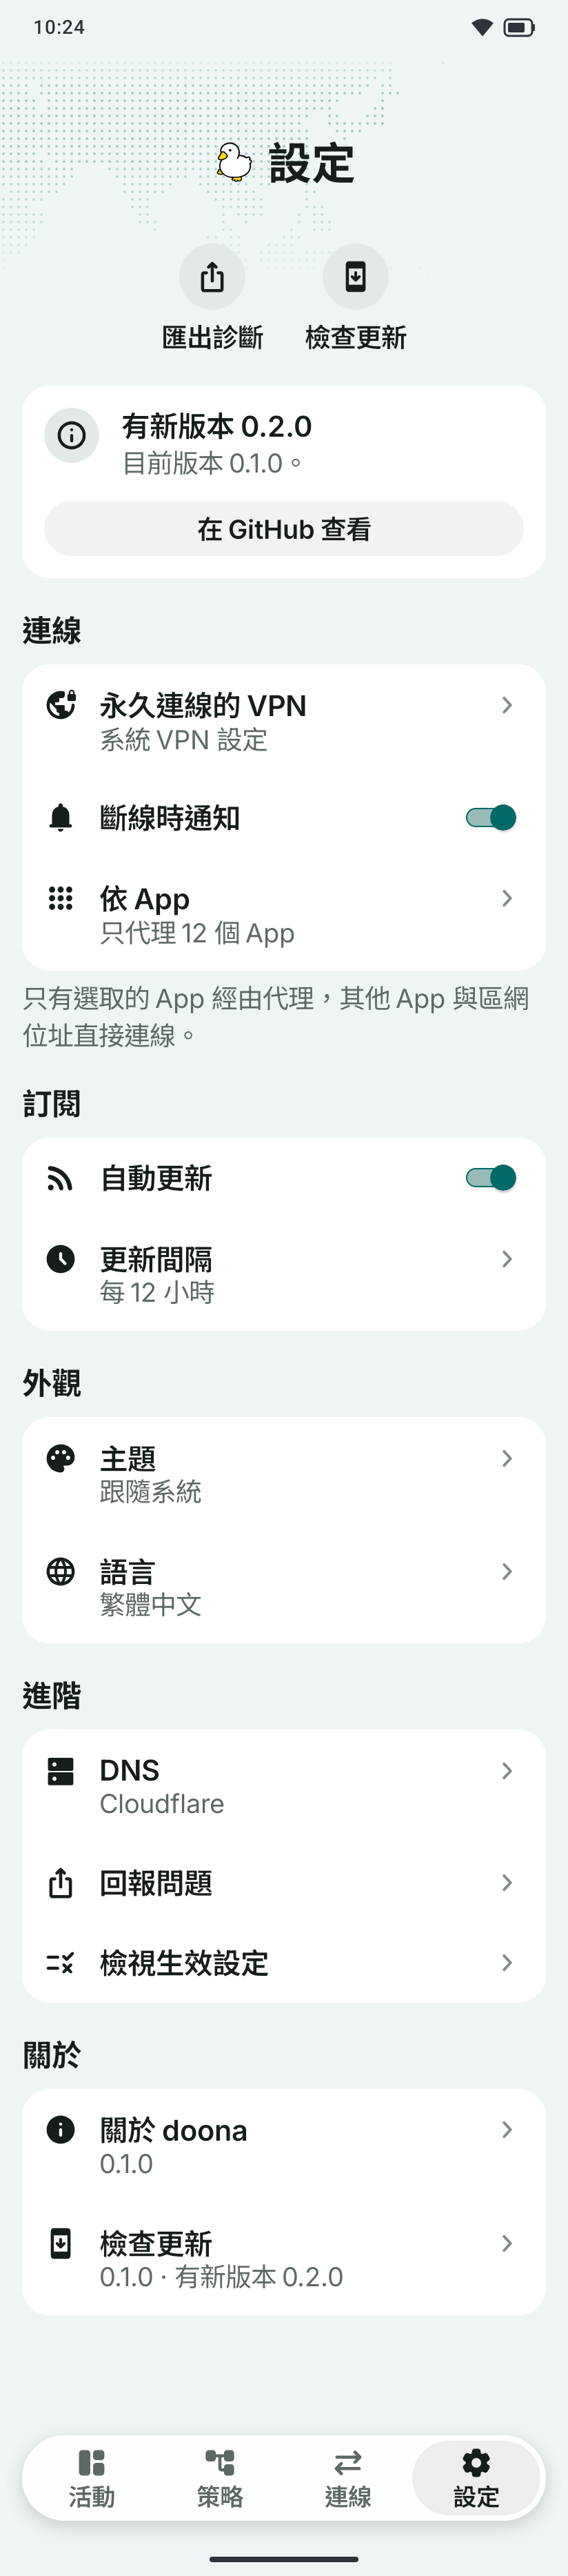 10:24
設定
匯出診斷
檢查更新
有新版本 0.2.0
目前版本 0.1.0。
在 GitHub 查看
連線
永久連線的 VPN
系統 VPN 設定
斷線時通知
依 App
只代理 12 個 App
只有選取的 App 經由代理，其他 App 與區網
位址直接連線。
訂閱
自動更新
更新間隔
每 12 小時
外觀
主題
跟隨系統
語言
繁體中文
進階
DNS
Cloudflare
回報問題
檢視生效設定
關於
關於 doona
0.1.0
檢查更新
0.1.0 · 有新版本 0.2.0
活動
策略
連線
設定